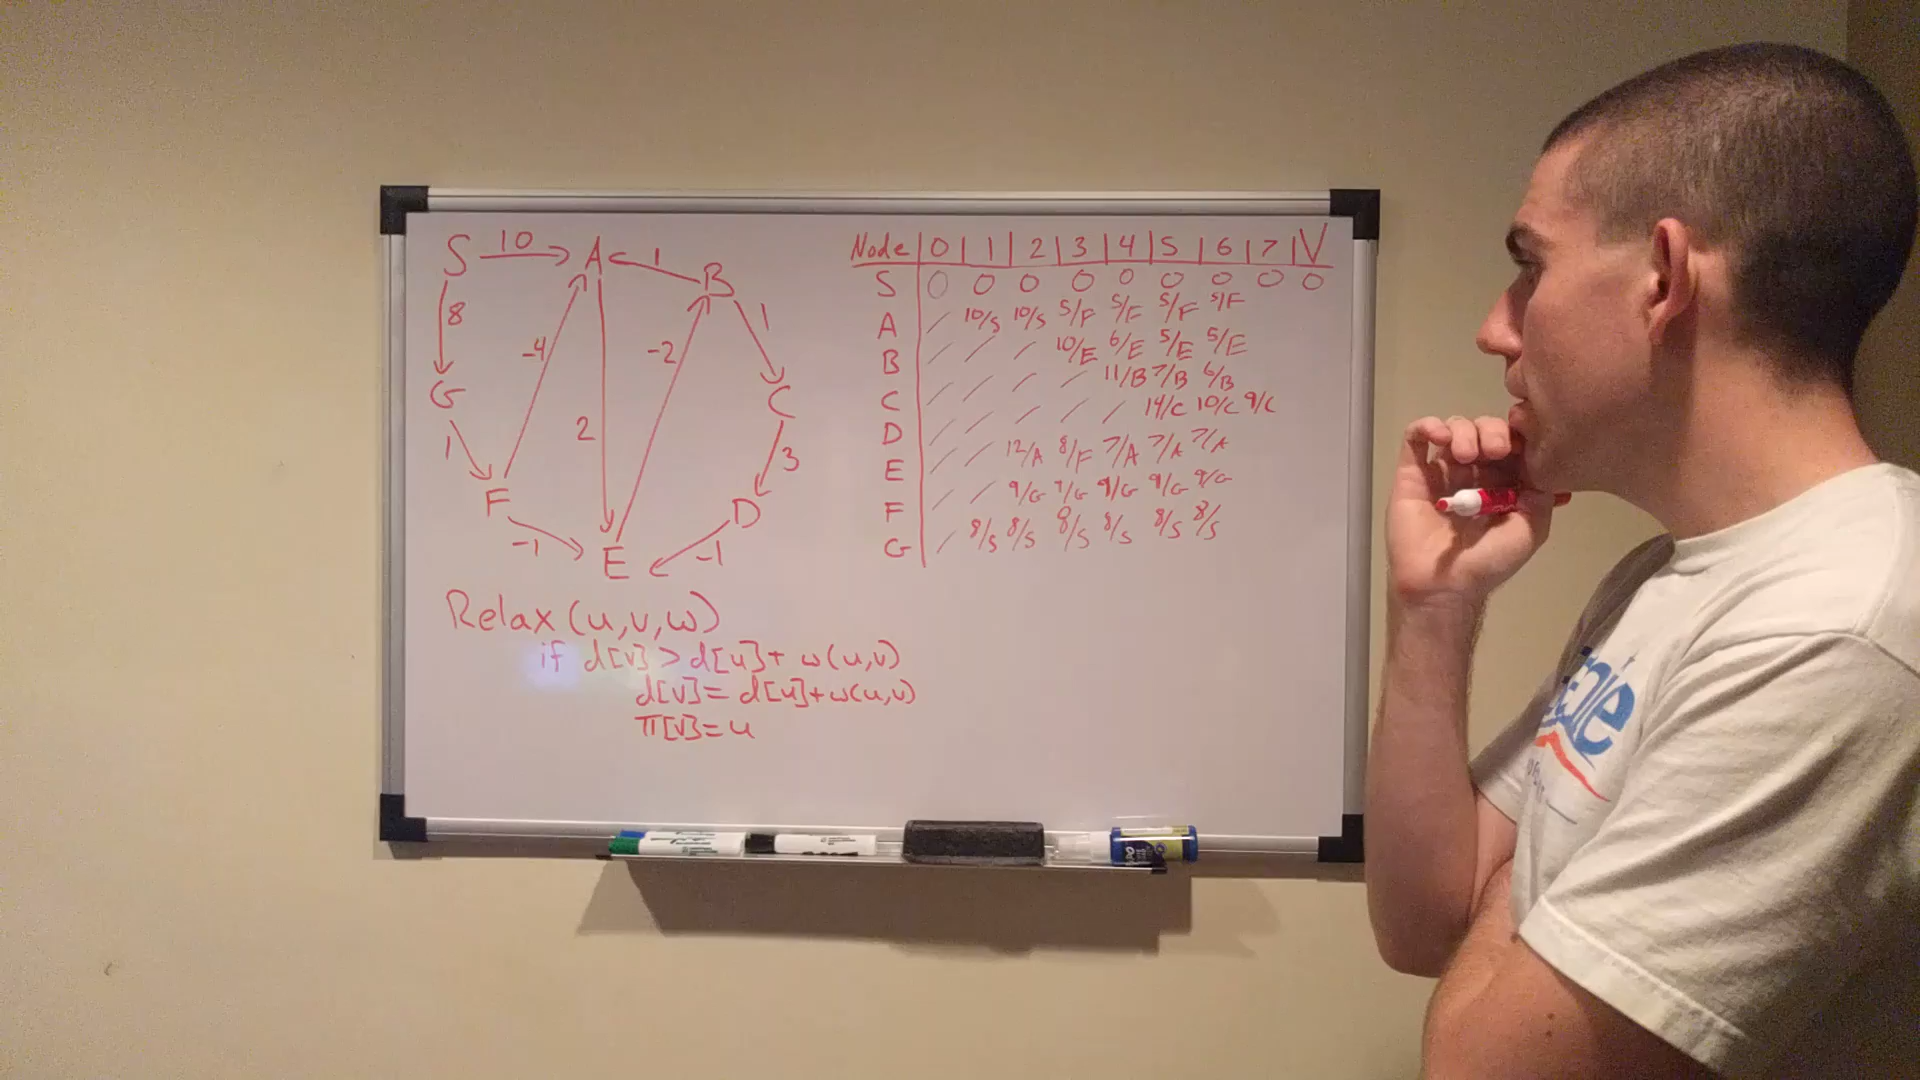 S 10 A 1 B
8 -4 2 -2 1
G 1 F -1 E -1 D 3 C
Relax (u,v,w)
if d[v] > d[u] + w(u,v)
d[v] = d[u] + w(u,v)
π[v] = u
Node | 0 | 1 | 2 | 3 | 4 | 5 | 6 | 7 | V
S 0 0 0 0 0 0 0 0 0
A / 10/S 10/S 5/F 5/F 5/F 5/F
B / / / 10/E 6/E 5/E 5/E
C / / / / 11/B 7/B 6/B
D / / / / / 14/C 10/C 9/C
E / / 12/A 8/F 7/A 7/A 7/A
F / / 9/G 9/G 9/G 9/G 9/G
G / 8/S 8/S 8/S 8/S 8/S 8/S
EXPO